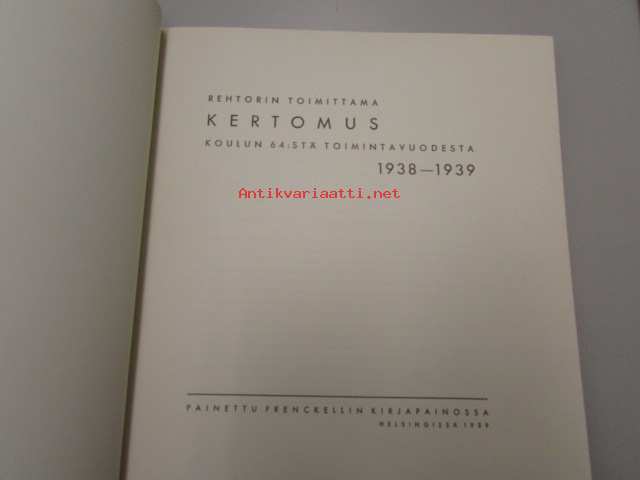 REHTORIN TOIMITTAMA
KERTOMUS
KOULUN 64:STÄ TOIMINTAVUODESTA
1938—1939
Antikvariaatti.net
PAINETTU FRENCKELLIN KIRJAPAINOSSA
HELSINGISSÄ 1939